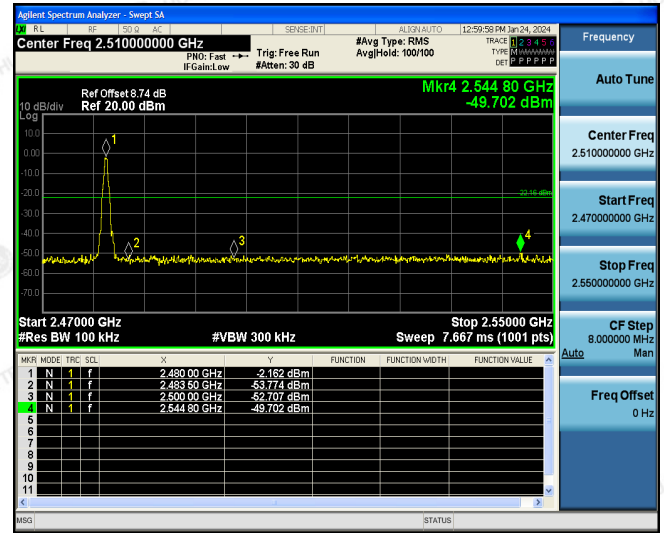 Agilent Spectrum Analyzer - Swept SA
RL RF 50 Ω AC SENSE:INT ALIGN AUTO 12:59:58 PM Jan 24, 2024
Center Freq 2.510000000 GHz
PNO: Fast
IFGain:Low
Trig: Free Run
#Atten: 30 dB
#Avg Type: RMS
Avg|Hold: 100/100
TRACE 1 2 3 4 5 6
TYPE M
DET P P P P P P
Frequency
Auto Tune
Center Freq
2.510000000 GHz
Start Freq
2.470000000 GHz
Stop Freq
2.550000000 GHz
CF Step
8.000000 MHz
Auto Man
Freq Offset
0 Hz
Mkr4 2.544 80 GHz
-49.702 dBm
Ref Offset 8.74 dB
10 dB/div Ref 20.00 dBm
Log
10.0
0.00
-10.0
-20.0
-30.0
-40.0
-50.0
-60.0
-70.0
1
2
3
4
-22.16 dBm
Start 2.47000 GHz Stop 2.55000 GHz
#Res BW 100 kHz #VBW 300 kHz Sweep 7.667 ms (1001 pts)
MKR MODE TRC SCL X Y FUNCTION FUNCTION WIDTH FUNCTION VALUE
1 N 1 f 2.480 00 GHz -2.162 dBm
2 N 1 f 2.483 50 GHz -53.774 dBm
3 N 1 f 2.500 00 GHz -52.707 dBm
4 N 1 f 2.544 80 GHz -49.702 dBm
5
6
7
8
9
10
11
MSG STATUS